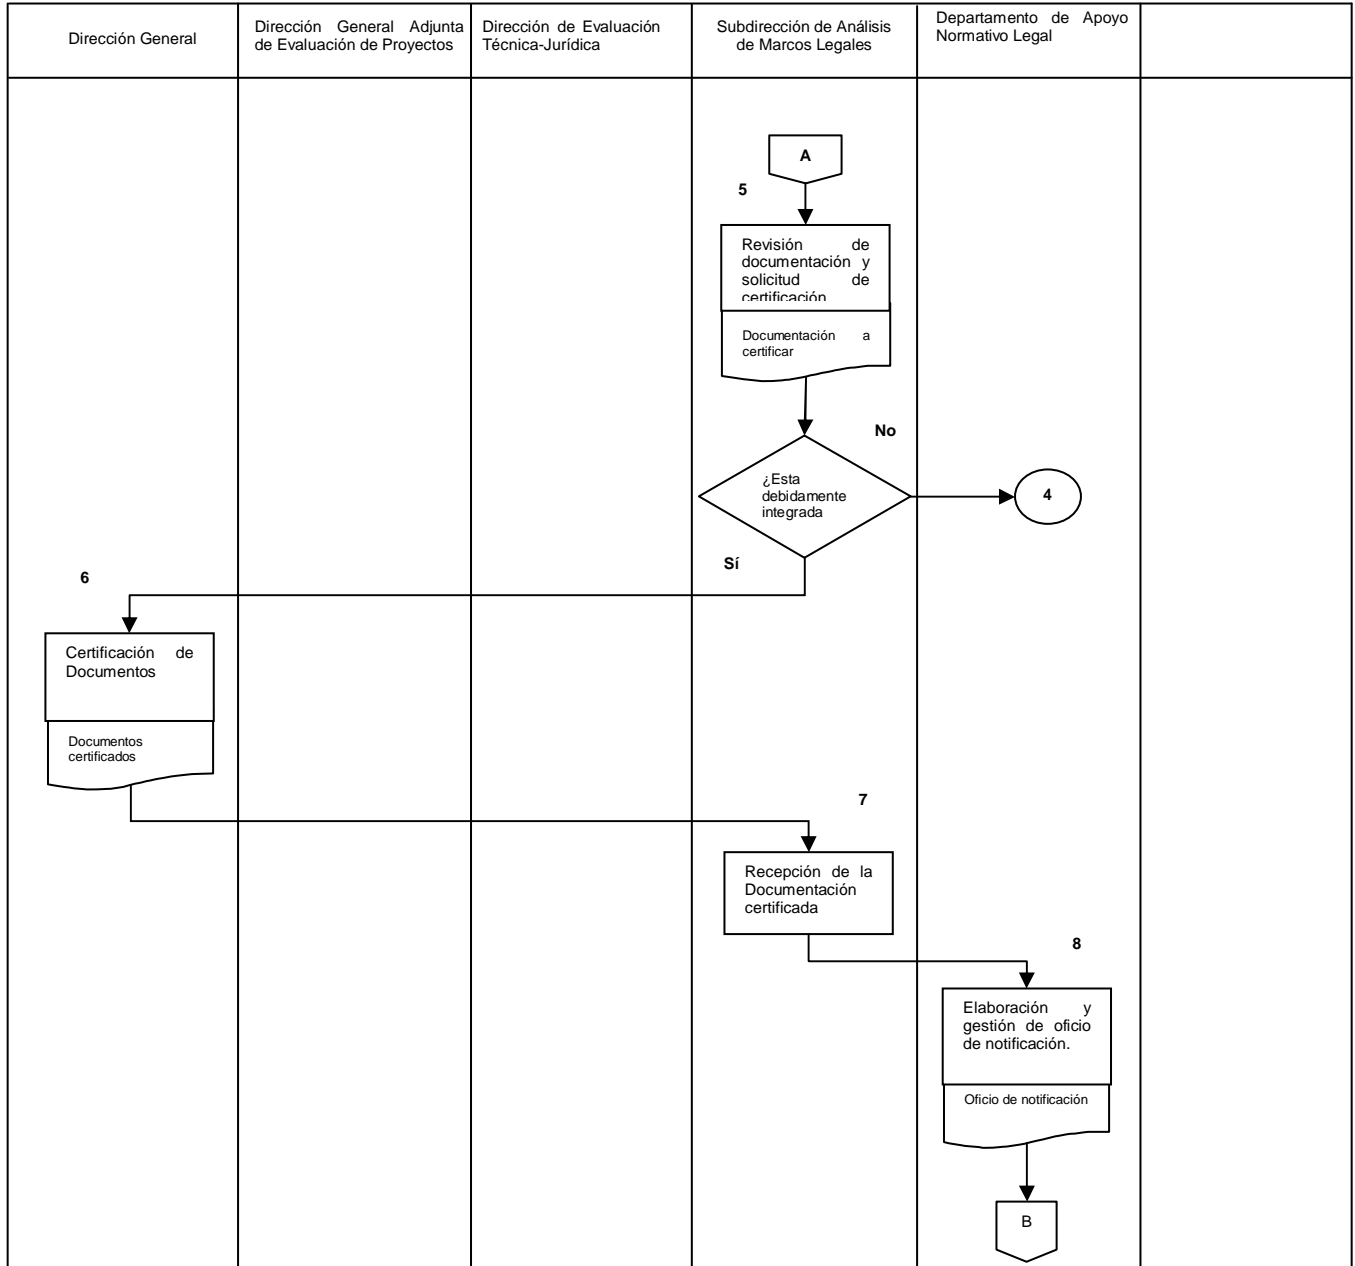 Dirección General
Dirección General Adjunta
de Evaluación de Proyectos
Dirección de Evaluación
Técnica-Jurídica
Subdirección de Análisis
de Marcos Legales
Departamento de Apoyo
Normativo Legal
A
5
Revisión de
documentación y
solicitud de
certificación
Documentación a
certificar
No
¿Esta
debidamente
integrada
4
Sí
6
Certificación de
Documentos
Documentos
certificados
7
Recepción de la
Documentación
certificada
8
Elaboración y
gestión de oficio
de notificación.
Oficio de notificación
B